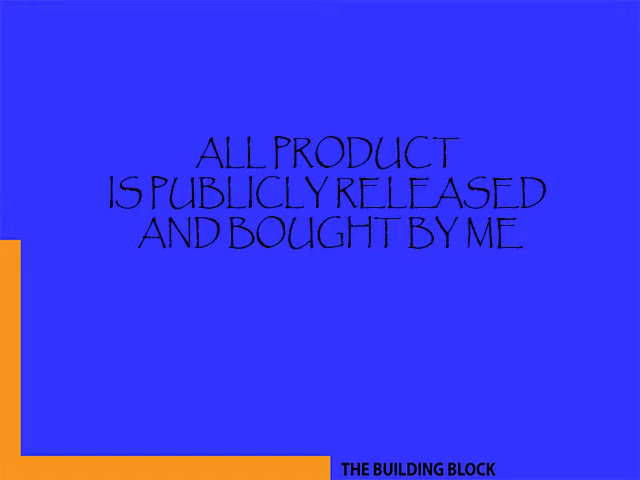 ALL PRODUCT
IS PUBLICLY RELEASED
AND BOUGHT BY ME
THE BUILDING BLOCK